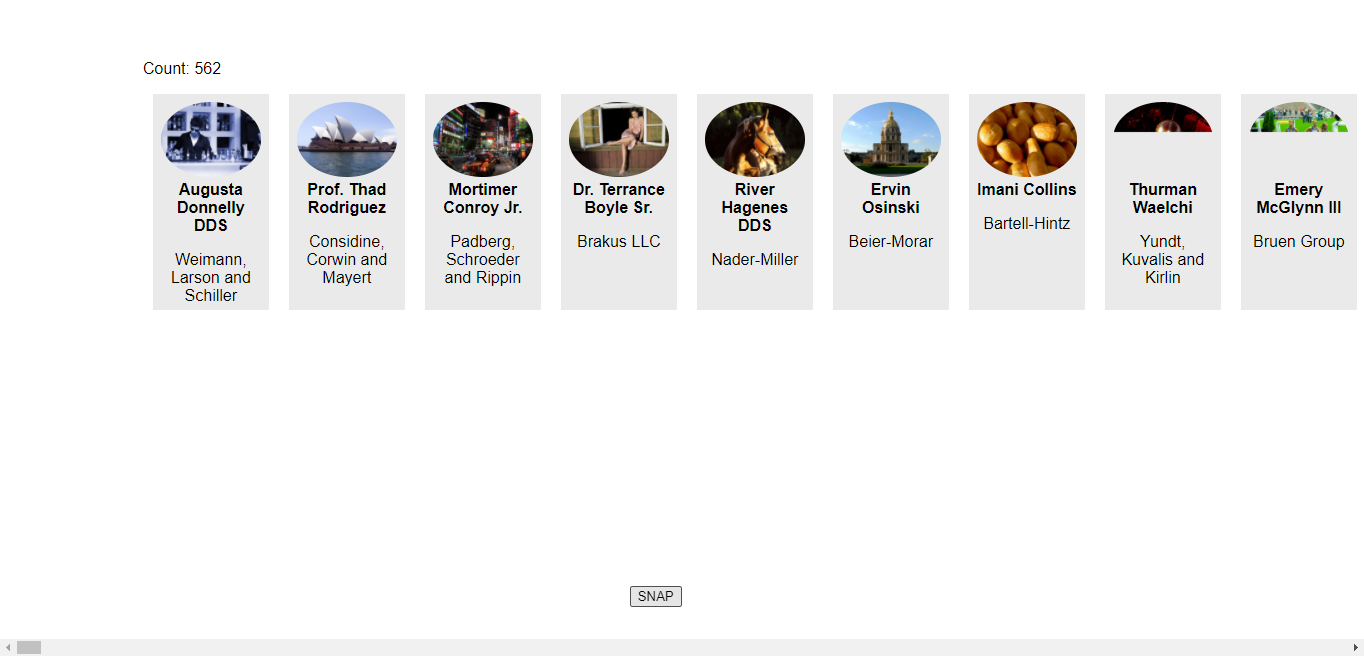 Count: 562
Augusta
Donnelly
DDS
Weimann,
Larson and
Schiller
Prof. Thad
Rodriguez
Considine,
Corwin and
Mayert
Mortimer
Conroy Jr.
Padberg,
Schroeder
and Rippin
Dr. Terrance
Boyle Sr.
Brakus LLC
River
Hagenes
DDS
Nader-Miller
Ervin
Osinski
Beier-Morar
Imani Collins
Bartell-Hintz
Thurman
Waelchi
Yundt,
Kuvalis and
Kirlin
Emery
McGlynn III
Bruen Group
SNAP